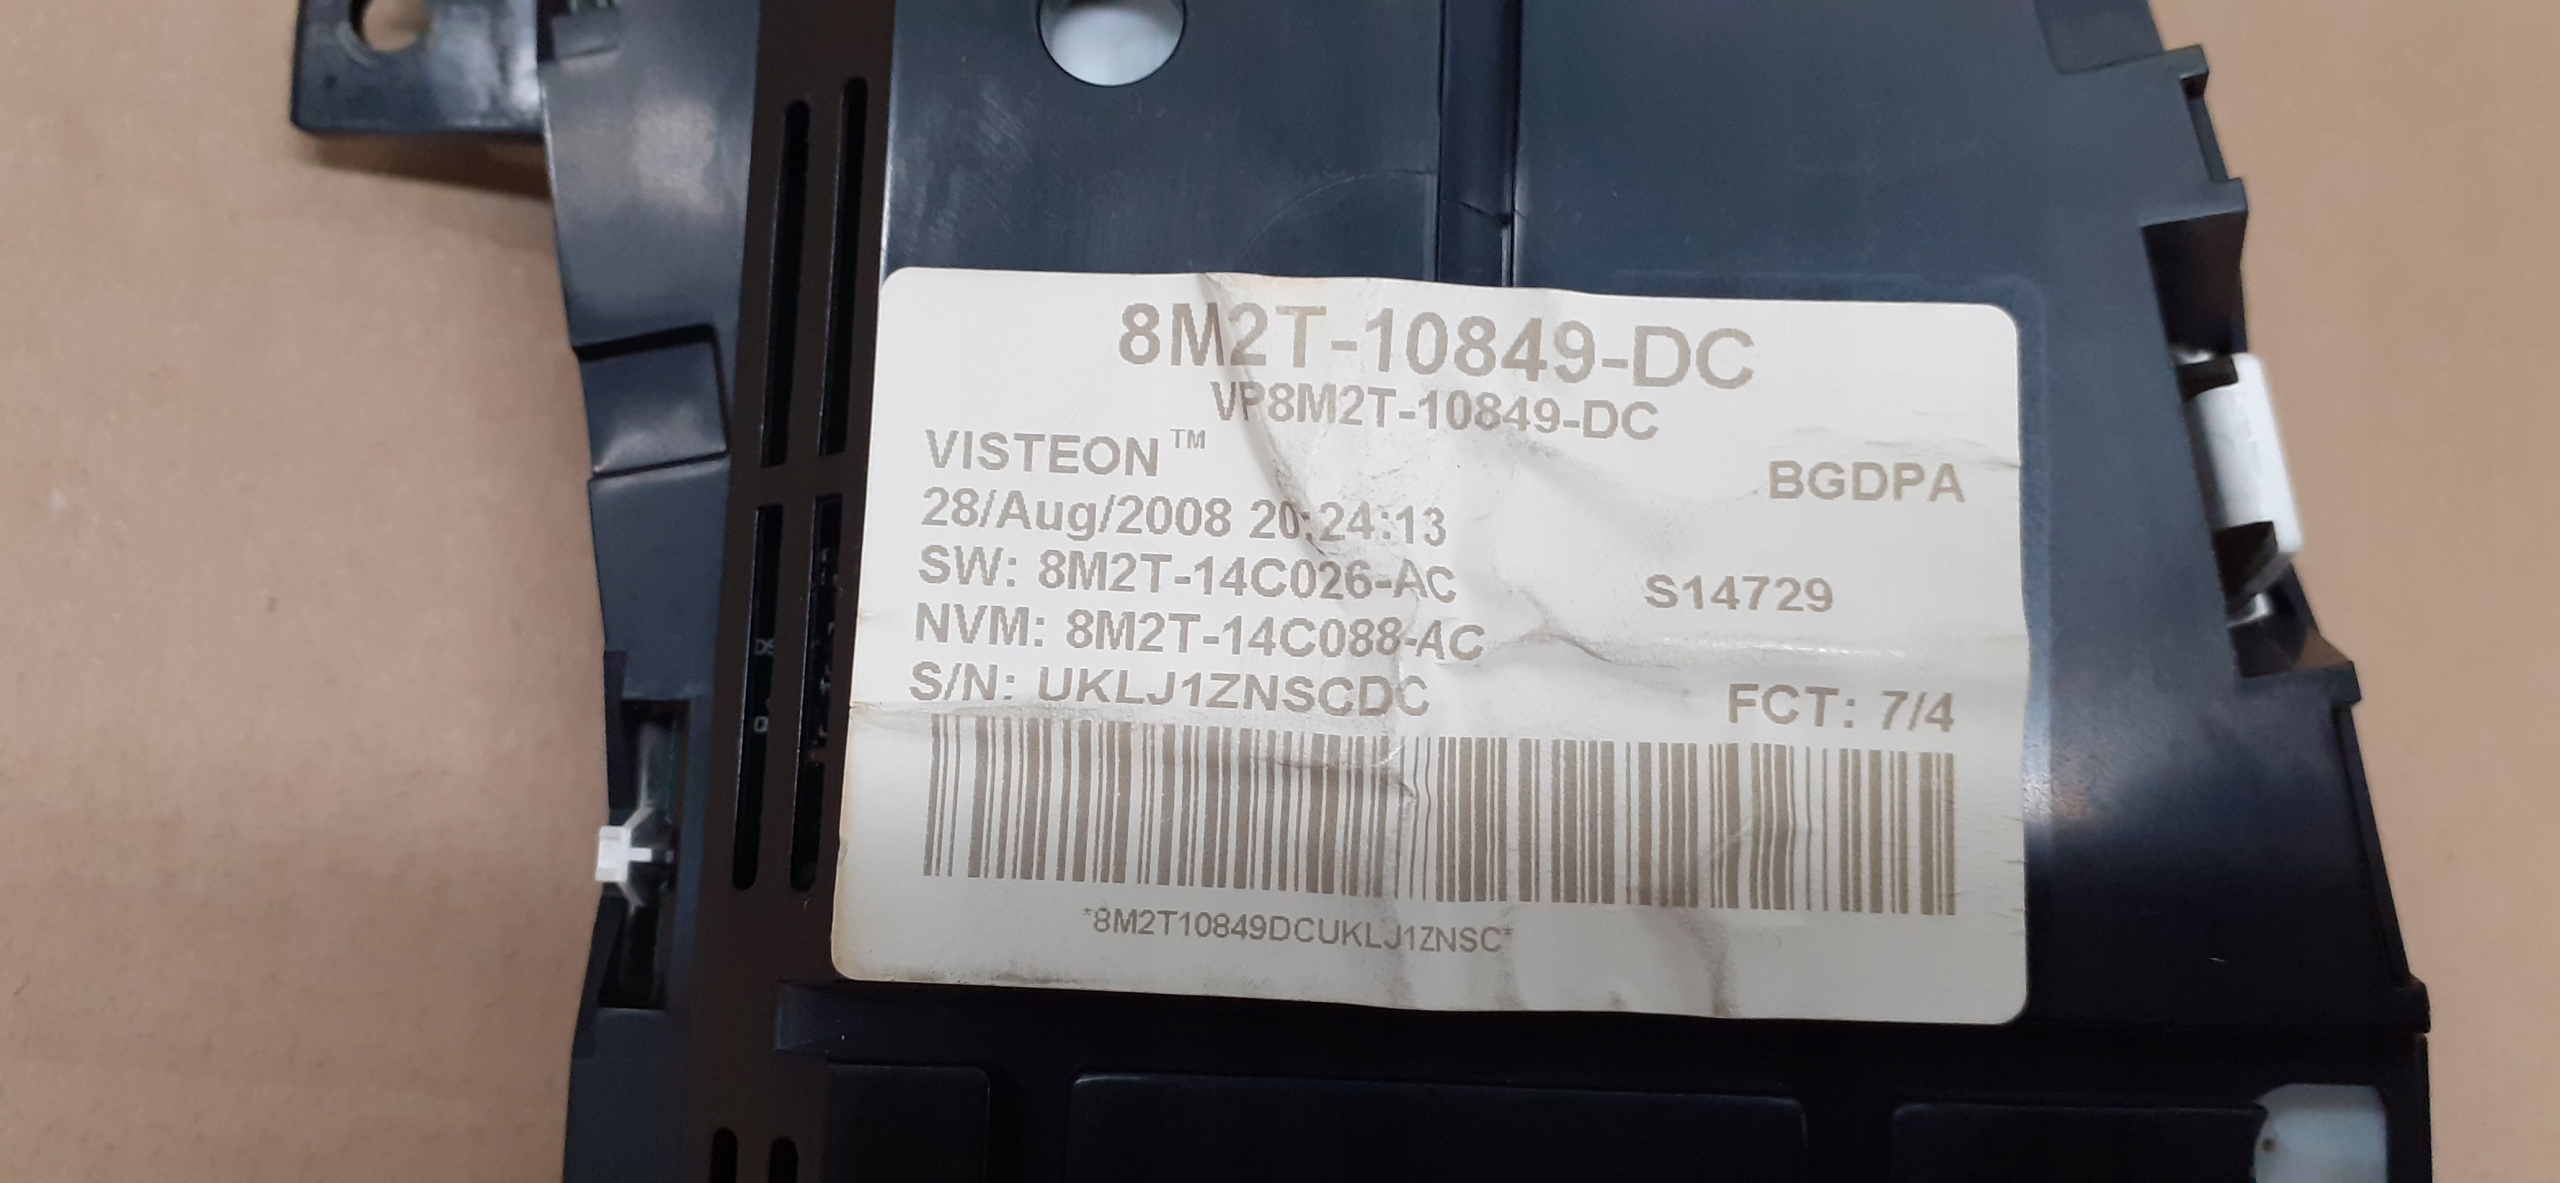 8M2T-10849-DC
VP8M2T-10849-DC
VISTEON™
BGDPA
28/Aug/2008 20:24:13
SW: 8M2T-14C026-AC
S14729
NVM: 8M2T-14C088-AC
S/N: UKLJ1ZNSCDC
FCT: 7/4
*8M2T10849DCUKLJ1ZNSC*